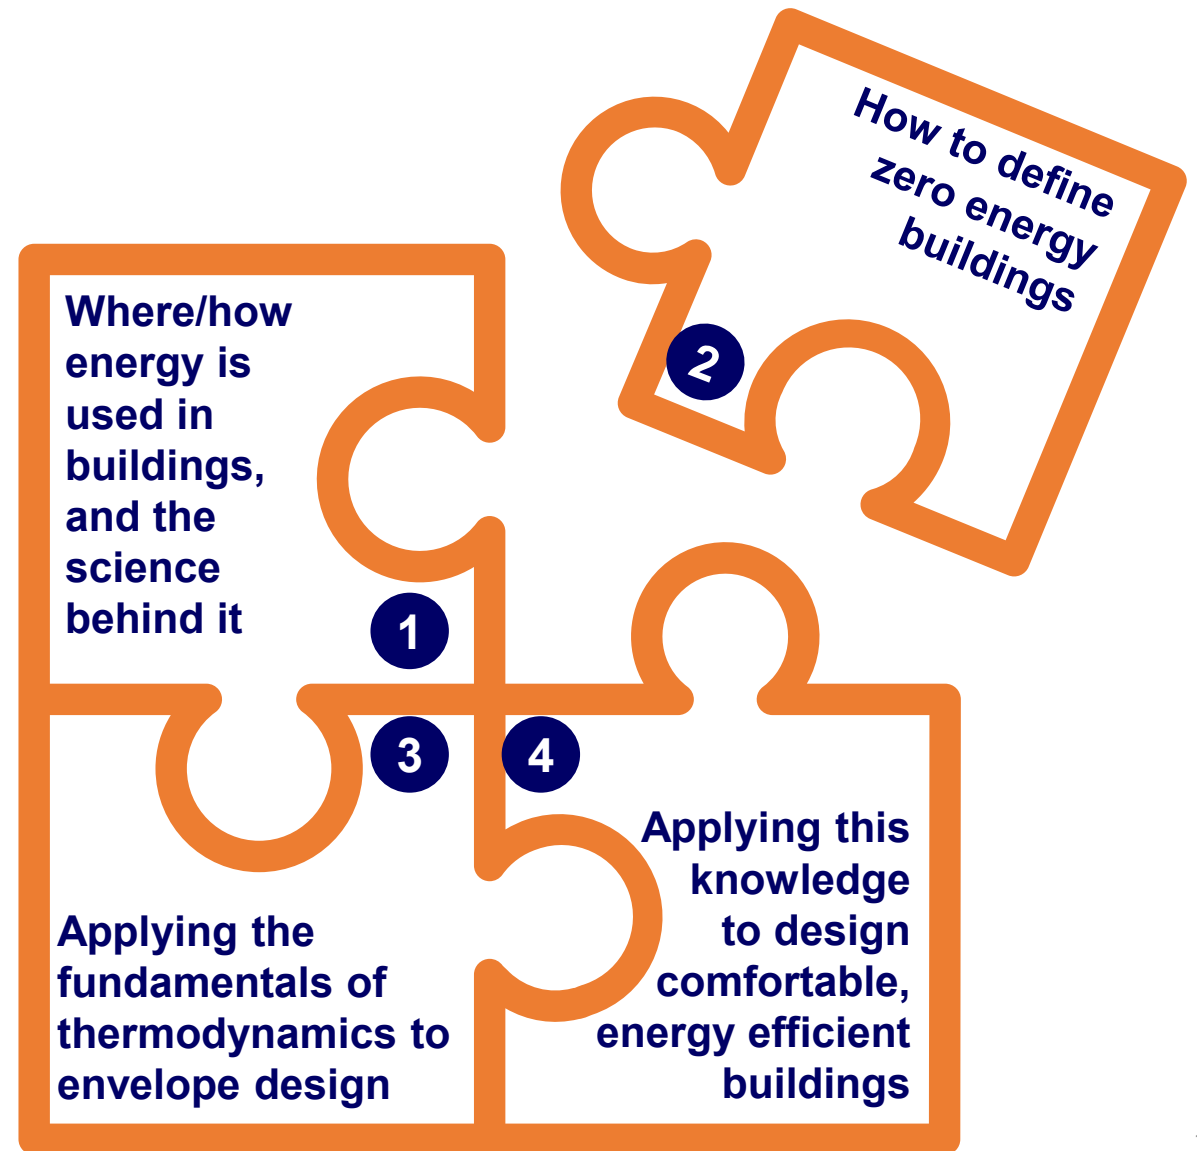 Where/how
energy is
used in
buildings,
and the
science
behind it
1
How to define
zero energy
buildings
2
3
Applying the
fundamentals of
thermodynamics to
envelope design
4
Applying this
knowledge
to design
comfortable,
energy efficient
buildings